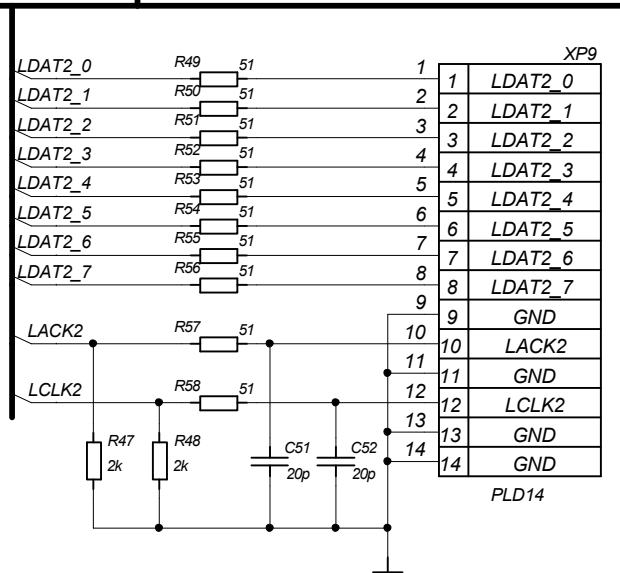 XP9
LDAT2_0 R49 51 1 1 LDAT2_0
LDAT2_1 R50 51 2 2 LDAT2_1
LDAT2_2 R51 51 3 3 LDAT2_2
LDAT2_3 R52 51 4 4 LDAT2_3
LDAT2_4 R53 51 5 5 LDAT2_4
LDAT2_5 R54 51 6 6 LDAT2_5
LDAT2_6 R55 51 7 7 LDAT2_6
LDAT2_7 R56 51 8 8 LDAT2_7
9 9 GND
LACK2 R57 51 10 10 LACK2
11 11 GND
LCLK2 R58 51 12 12 LCLK2
13 13 GND
14 14 GND
R47 R48 C51 C52
2k 2k 20p 20p
PLD14